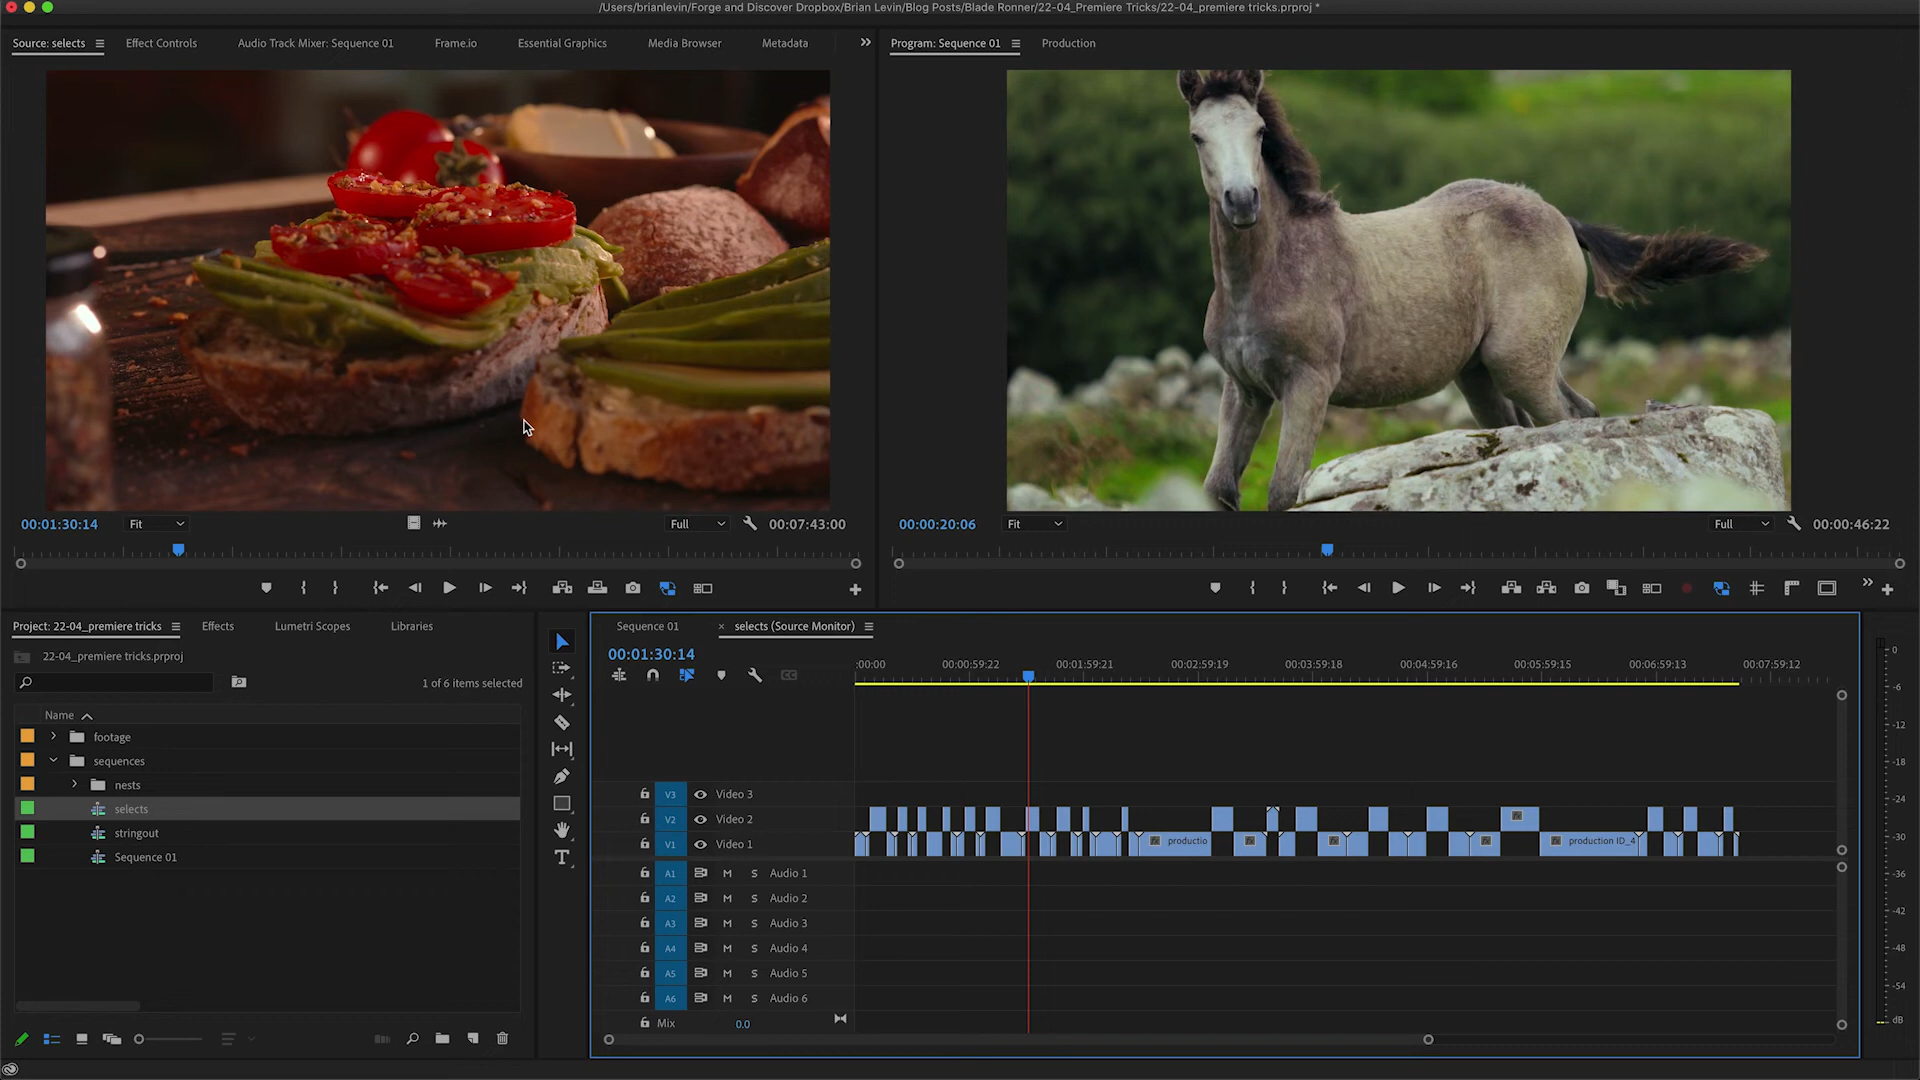 /Users/brianlevin/Forge and Discover Dropbox/Brian Levin/Blog Posts/Blade Ronner/22-04_Premiere Tricks/22-04_premiere tricks.prproj *
Source: selects
Effect Controls
Audio Track Mixer: Sequence 01
Frame.io
Essential Graphics
Media Browser
Metadata
Program: Sequence 01
Production
00:01:30:14
Fit
Full
00:07:43:00
00:00:20:06
Fit
Full
00:00:46:22
Project: 22-04_premiere tricks
Effects
Lumetri Scopes
Libraries
22-04_premiere tricks.prproj
1 of 6 items selected
Name
footage
sequences
nests
selects
stringout
Sequence 01
T
Sequence 01
× selects (Source Monitor)
00:01:30:14
:00:00
00:00:59:22
00:01:59:21
00:02:59:19
00:03:59:18
00:04:59:16
00:05:59:15
00:06:59:13
00:07:59:12
V3 Video 3
V2 Video 2
fx
V1 Video 1
fx productio
fx
fx
fx
fx production ID_4
A1 M S Audio 1
A2 M S Audio 2
A3 M S Audio 3
A4 M S Audio 4
A5 M S Audio 5
A6 M S Audio 6
Mix 0.0
0
-6
-12
-18
-24
-30
-36
-42
-48
-54
dB